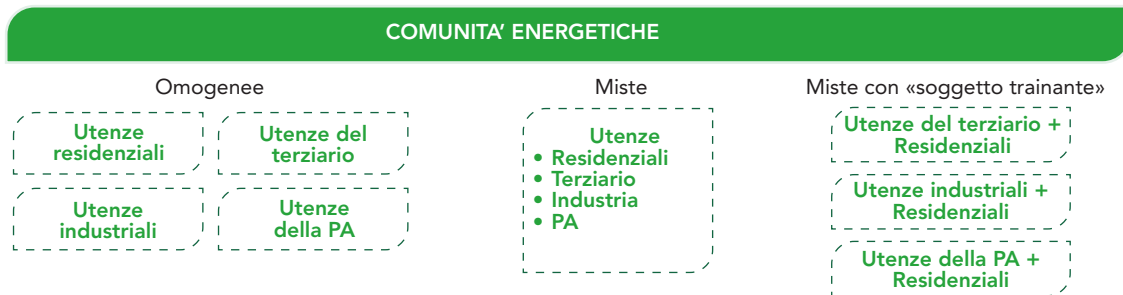 COMUNITA’ ENERGETICHE
Omogenee
Utenze
residenziali
Utenze del
terziario
Utenze
industriali
Utenze
della PA
Miste
Utenze
• Residenziali
• Terziario
• Industria
• PA
Miste con «soggetto trainante»
Utenze del terziario +
Residenziali
Utenze industriali +
Residenziali
Utenze della PA +
Residenziali